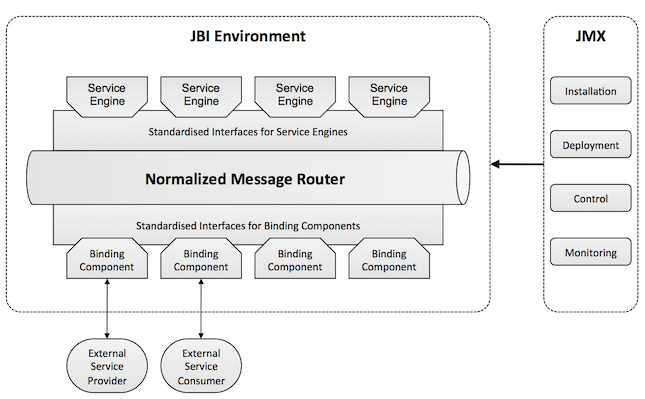 JBI Environment
JMX
Service
Engine
Service
Engine
Service
Engine
Service
Engine
Standardised Interfaces for Service Engines
Normalized Message Router
Standardised Interfaces for Binding Components
Binding
Component
Binding
Component
Binding
Component
Binding
Component
External
Service
Provider
External
Service
Consumer
Installation
Deployment
Control
Monitoring